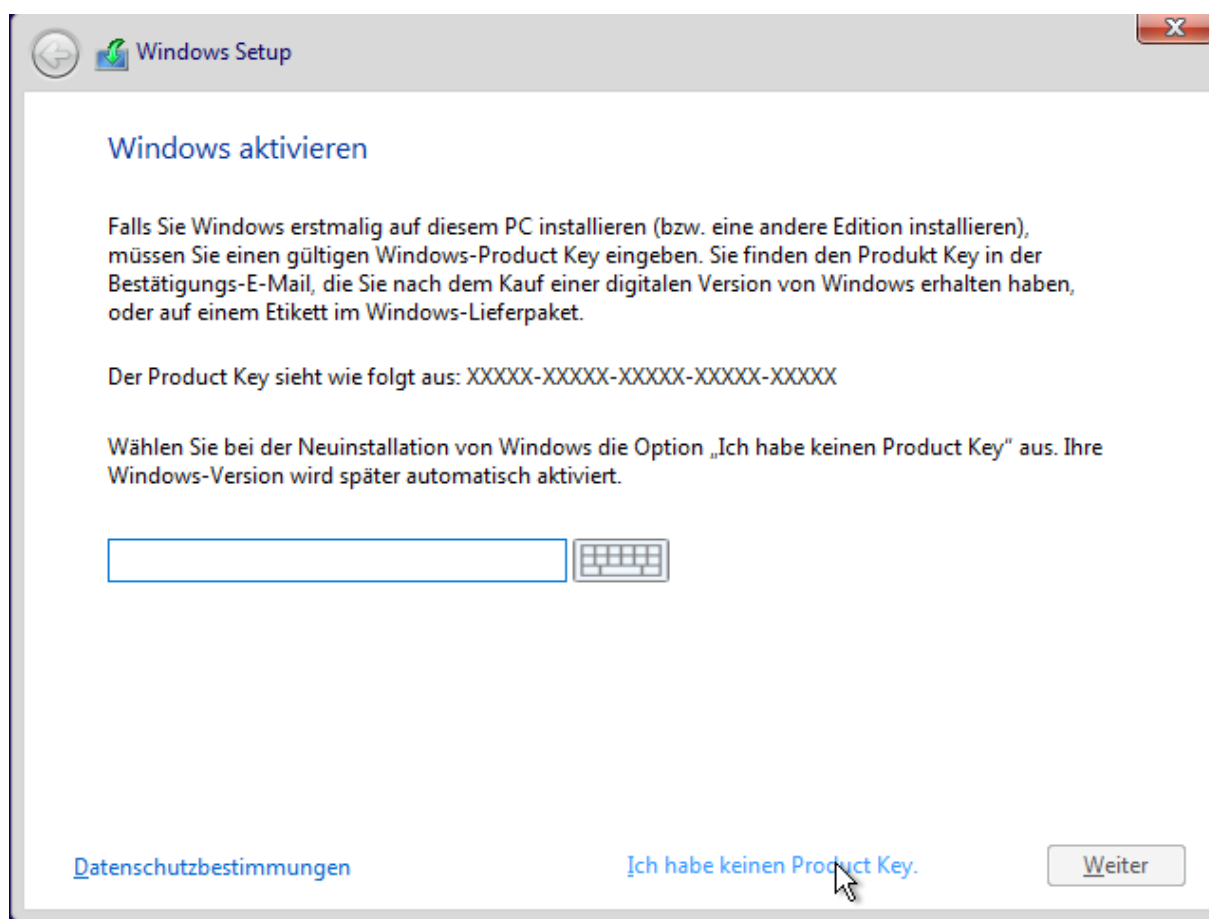 Windows Setup
Windows aktivieren
Falls Sie Windows erstmalig auf diesem PC installieren (bzw. eine andere Edition installieren),
müssen Sie einen gültigen Windows-Product Key eingeben. Sie finden den Produkt Key in der
Bestätigungs-E-Mail, die Sie nach dem Kauf einer digitalen Version von Windows erhalten haben,
oder auf einem Etikett im Windows-Lieferpaket.
Der Product Key sieht wie folgt aus: XXXXX-XXXXX-XXXXX-XXXXX-XXXXX
Wählen Sie bei der Neuinstallation von Windows die Option „Ich habe keinen Product Key“ aus. Ihre
Windows-Version wird später automatisch aktiviert.
Datenschutzbestimmungen
Ich habe keinen Product Key.
Weiter